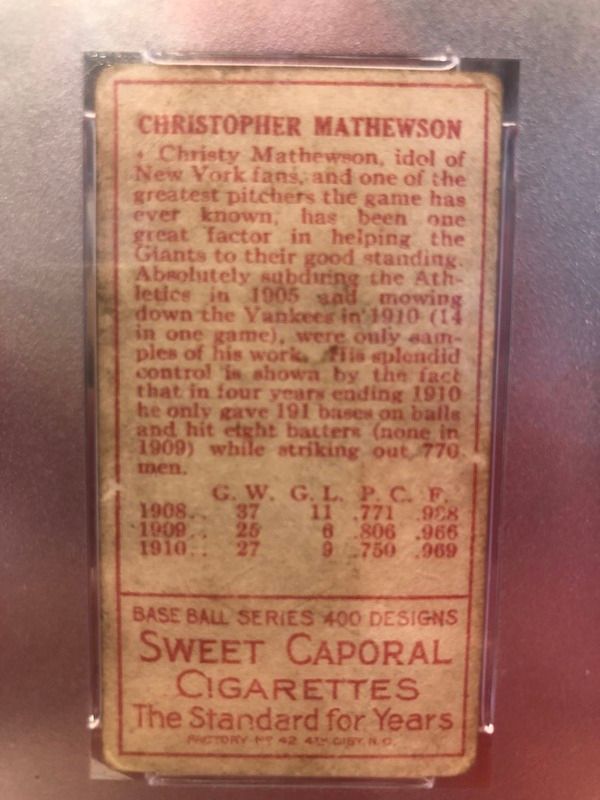 CHRISTOPHER MATHEWSON
Christy Mathewson, idol of
New York fans, and one of the
greatest pitchers the game has
ever known, has been one
great factor in helping the
Giants to their good standing.
Absolutely subduing the Ath-
letics in 1905 and mowing
down the Yankees in 1910 (14
in one game), were only sam-
ples of his work. His splendid
control is shown by the fact
that in four years ending 1910
he only gave 191 bases on balls
and hit eight batters (none in
1909) while striking out 770
men.
G. W. G. L. P. C. F.
1908.. 37 11 .771 .988
1909.. 25 6 .806 .966
1910.. 27 9 .750 .969
BASE BALL SERIES 400 DESIGNS
SWEET CAPORAL
CIGARETTES
The Standard for Years
FACTORY Nº 42 4TH DIST. N.C.